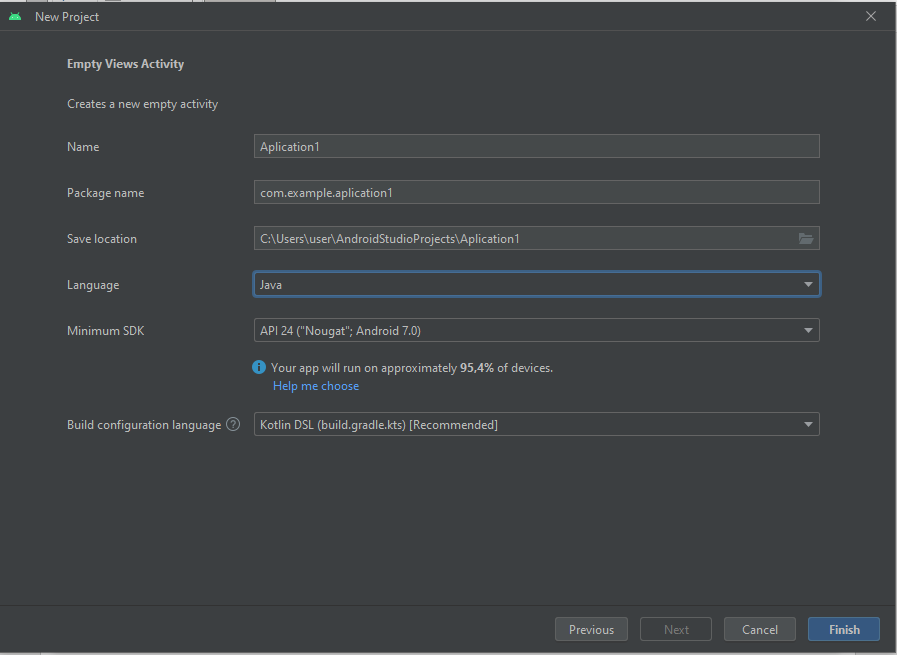 New Project
Empty Views Activity
Creates a new empty activity
Name Aplication1
Package name com.example.aplication1
Save location C:\Users\user\AndroidStudioProjects\Aplication1
Language Java
Minimum SDK API 24 ("Nougat"; Android 7.0)
Your app will run on approximately 95,4% of devices.
Help me choose
Build configuration language ? Kotlin DSL (build.gradle.kts) [Recommended]
Previous Next Cancel Finish